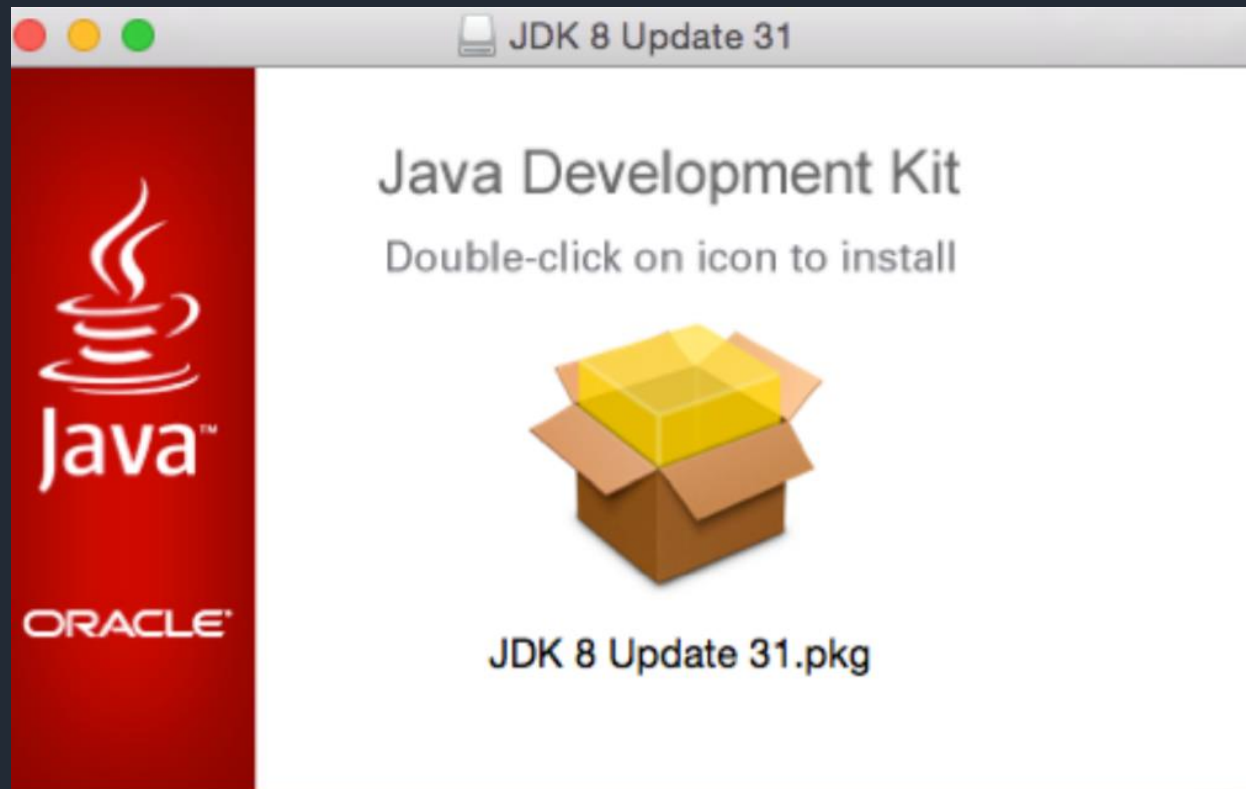 JDK 8 Update 31
Java Development Kit
Double-click on icon to install
Java™
ORACLE®
JDK 8 Update 31.pkg